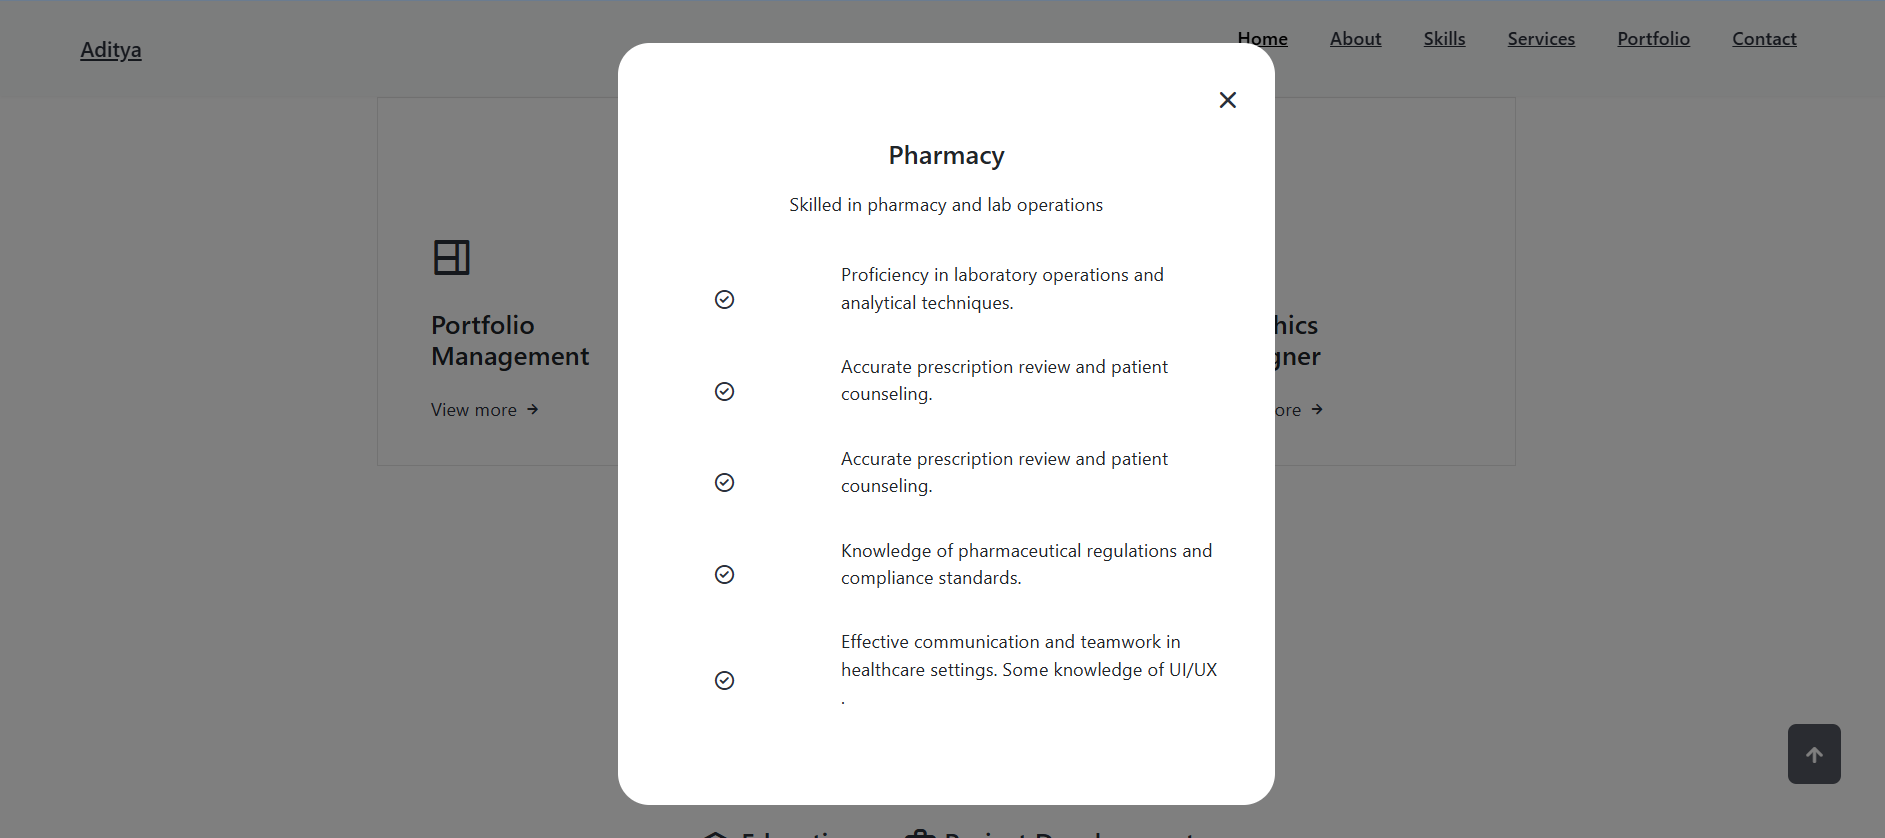 Aditya
Home About Skills Services Portfolio Contact
Pharmacy
Skilled in pharmacy and lab operations
Proficiency in laboratory operations and
analytical techniques.
Accurate prescription review and patient
counseling.
Accurate prescription review and patient
counseling.
Knowledge of pharmaceutical regulations and
compliance standards.
Effective communication and teamwork in
healthcare settings. Some knowledge of UI/UX
.
Portfolio
Management
View more
hics
gner
ore